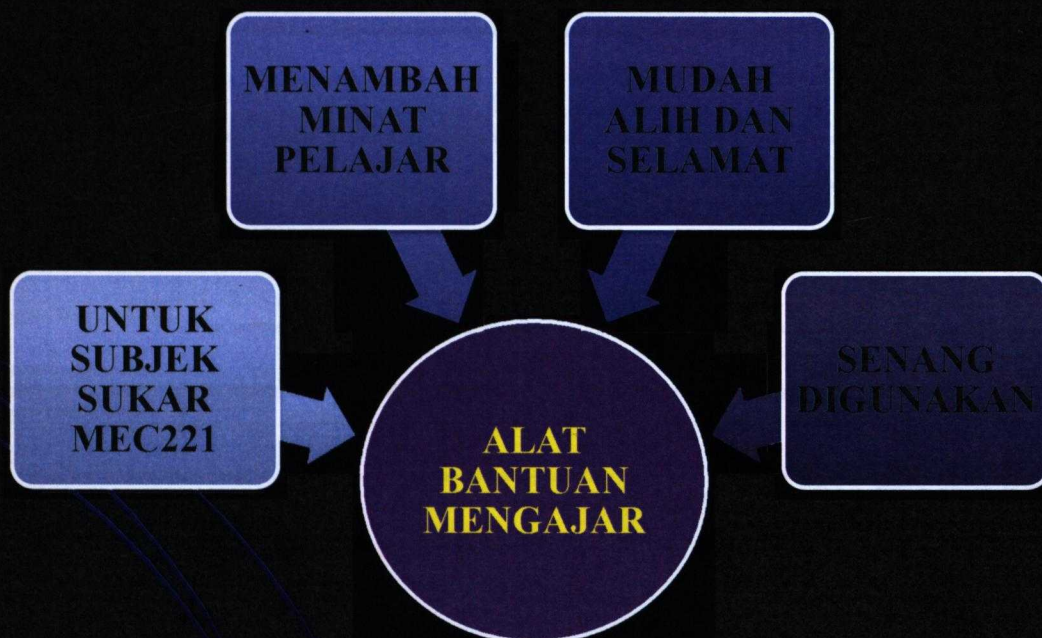 MENAMBAH
MINAT
PELAJAR
MUDAH
ALIH DAN
SELAMAT
UNTUK
SUBJEK
SUKAR
MEC221
SENANG
DIGUNAKAN
ALAT
BANTUAN
MENGAJAR